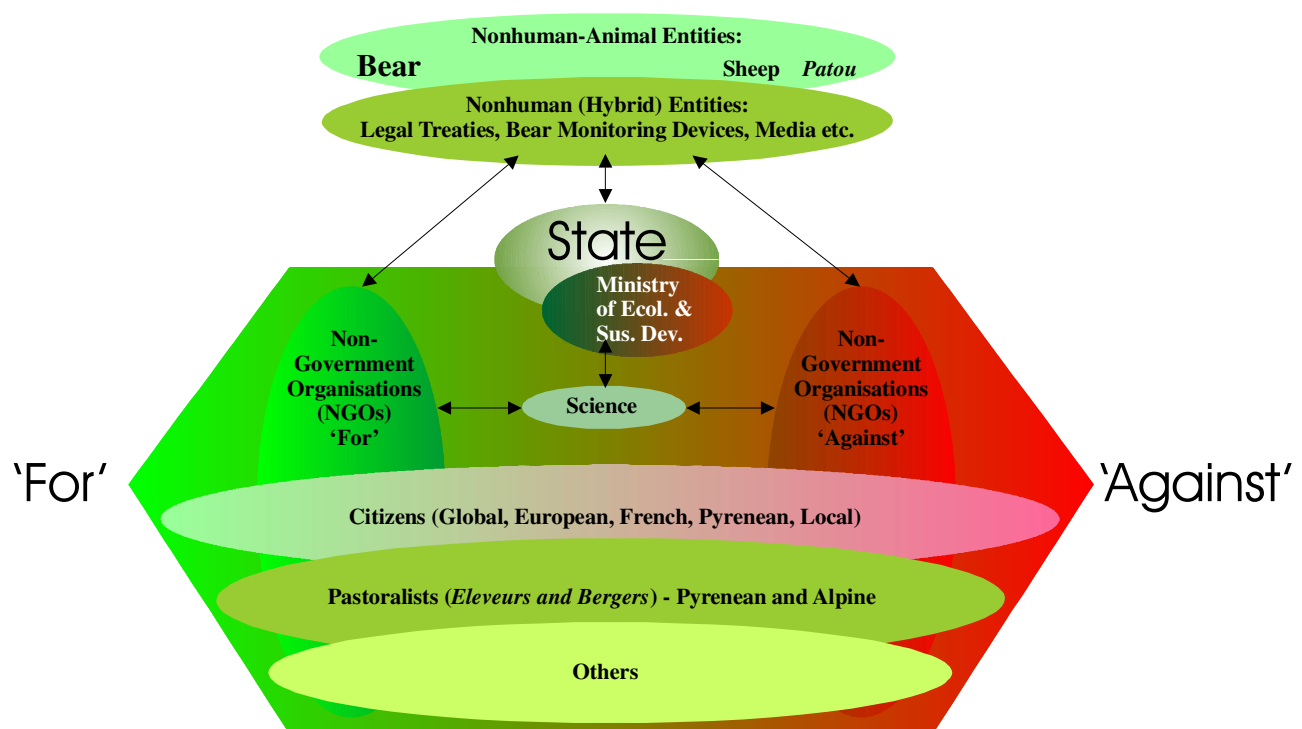 Nonhuman-Animal Entities:
Bear
Sheep Patou
Nonhuman (Hybrid) Entities:
Legal Treaties, Bear Monitoring Devices, Media etc.
State
Ministry
of Ecol. &
Sus. Dev.
Non-
Government
Organisations
(NGOs)
‘For’
Science
Non-
Government
Organisations
(NGOs)
‘Against’
‘For’
‘Against’
Citizens (Global, European, French, Pyrenean, Local)
Pastoralists (Eleveurs and Bergers) - Pyrenean and Alpine
Others